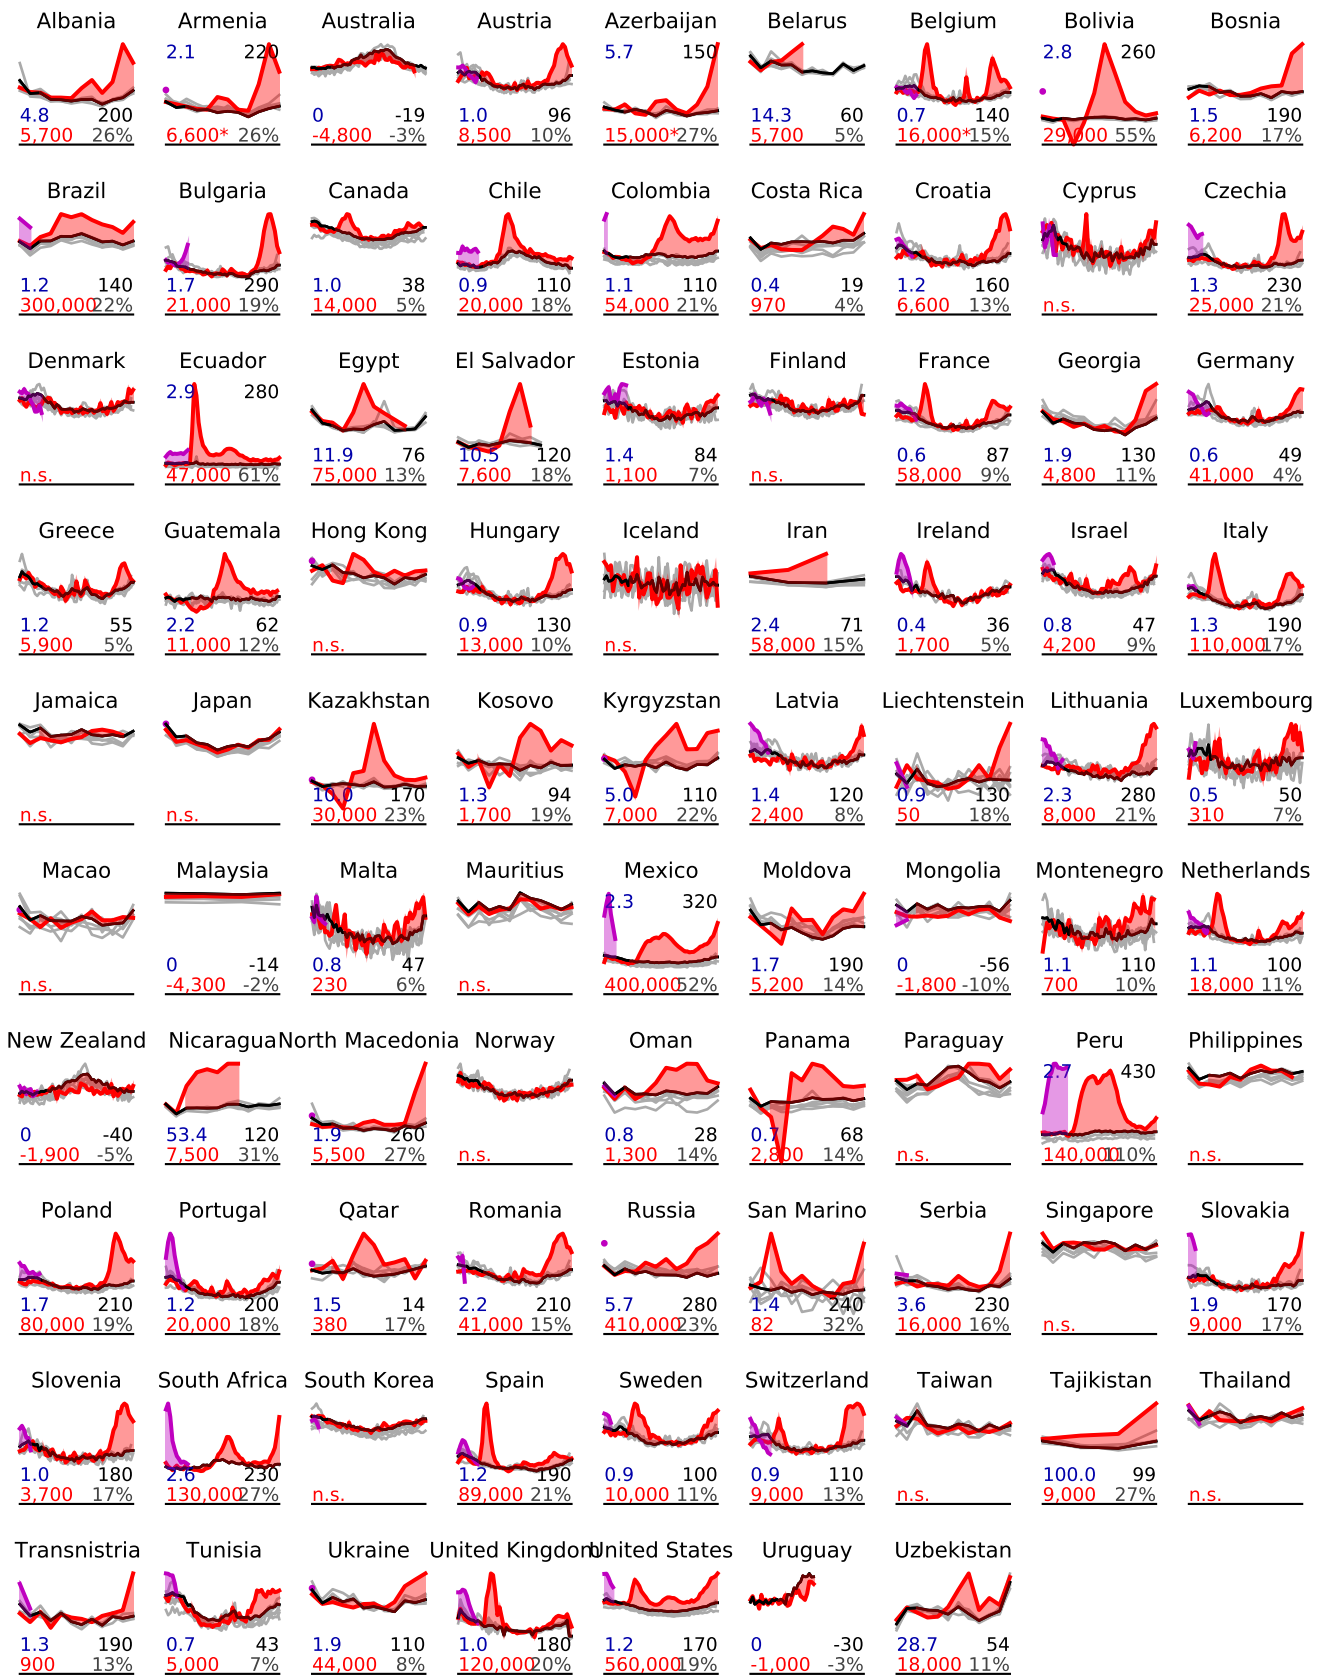 Albania Armenia Australia Austria Azerbaijan Belarus Belgium Bolivia Bosnia
2.1 220 5.7 150 2.8 260
4.8 200 0 -19 1.0 96 14.3 60 0.7 140 1.5 190
5,700 26% 6,600* 26% -4,800 -3% 8,500 10% 15,000* 27% 5,700 5% 16,000* 15% 29,000 55% 6,200 17%
Brazil Bulgaria Canada Chile Colombia Costa Rica Croatia Cyprus Czechia
1.2 140 1.7 290 1.0 38 0.9 110 1.1 110 0.4 19 1.2 160 1.3 230
300,000 22% 21,000 19% 14,000 5% 20,000 18% 54,000 21% 970 4% 6,600 13% n.s. 25,000 21%
Denmark Ecuador Egypt El Salvador Estonia Finland France Georgia Germany
2.9 280
11.9 76 10.5 120 1.4 84 0.6 87 1.9 130 0.6 49
n.s. 47,000 61% 75,000 13% 7,600 18% 1,100 7% n.s. 58,000 9% 4,800 11% 41,000 4%
Greece Guatemala Hong Kong Hungary Iceland Iran Ireland Israel Italy
1.2 55 2.2 62 0.9 130 2.4 71 0.4 36 0.8 47 1.3 190
5,900 5% 11,000 12% n.s. 13,000 10% n.s. 58,000 15% 1,700 5% 4,200 9% 110,000 17%
Jamaica Japan Kazakhstan Kosovo Kyrgyzstan Latvia Liechtenstein Lithuania Luxembourg
10.0 170 1.3 94 5.0 110 1.4 120 0.9 130 2.3 280 0.5 50
n.s. n.s. 30,000 23% 1,700 19% 7,000 22% 2,400 8% 50 18% 8,000 21% 310 7%
Macao Malaysia Malta Mauritius Mexico Moldova Mongolia Montenegro Netherlands
2.3 320
0 -14 0.8 47 1.7 190 0 -56 1.1 110 1.1 100
n.s. -4,300 -2% 230 6% n.s. 400,000 52% 5,200 14% -1,800 -10% 700 10% 18,000 11%
New Zealand Nicaragua North Macedonia Norway Oman Panama Paraguay Peru Philippines
2.7 430
0 -40 53.4 120 1.9 260 0.8 28 0.7 68
-1,900 -5% 7,500 31% 5,500 27% n.s. 1,300 14% 2,800 14% n.s. 140,000 110% n.s.
Poland Portugal Qatar Romania Russia San Marino Serbia Singapore Slovakia
1.7 210 1.2 200 1.5 14 2.2 210 5.7 280 1.4 240 3.6 230 1.9 170
80,000 19% 20,000 18% 380 17% 41,000 15% 410,000 23% 82 32% 16,000 16% n.s. 9,000 17%
Slovenia South Africa South Korea Spain Sweden Switzerland Taiwan Tajikistan Thailand
1.0 180 2.6 230 1.2 190 0.9 100 0.9 110 100.0 99
3,700 17% 130,000 27% n.s. 89,000 21% 10,000 11% 9,000 13% n.s. 9,000 27% n.s.
Transnistria Tunisia Ukraine United Kingdom United States Uruguay Uzbekistan
1.3 190 0.7 43 1.9 110 1.0 180 1.2 170 0 -30 28.7 54
900 13% 5,000 7% 44,000 8% 120,000 20% 560,000 19% -1,000 -3% 18,000 11%